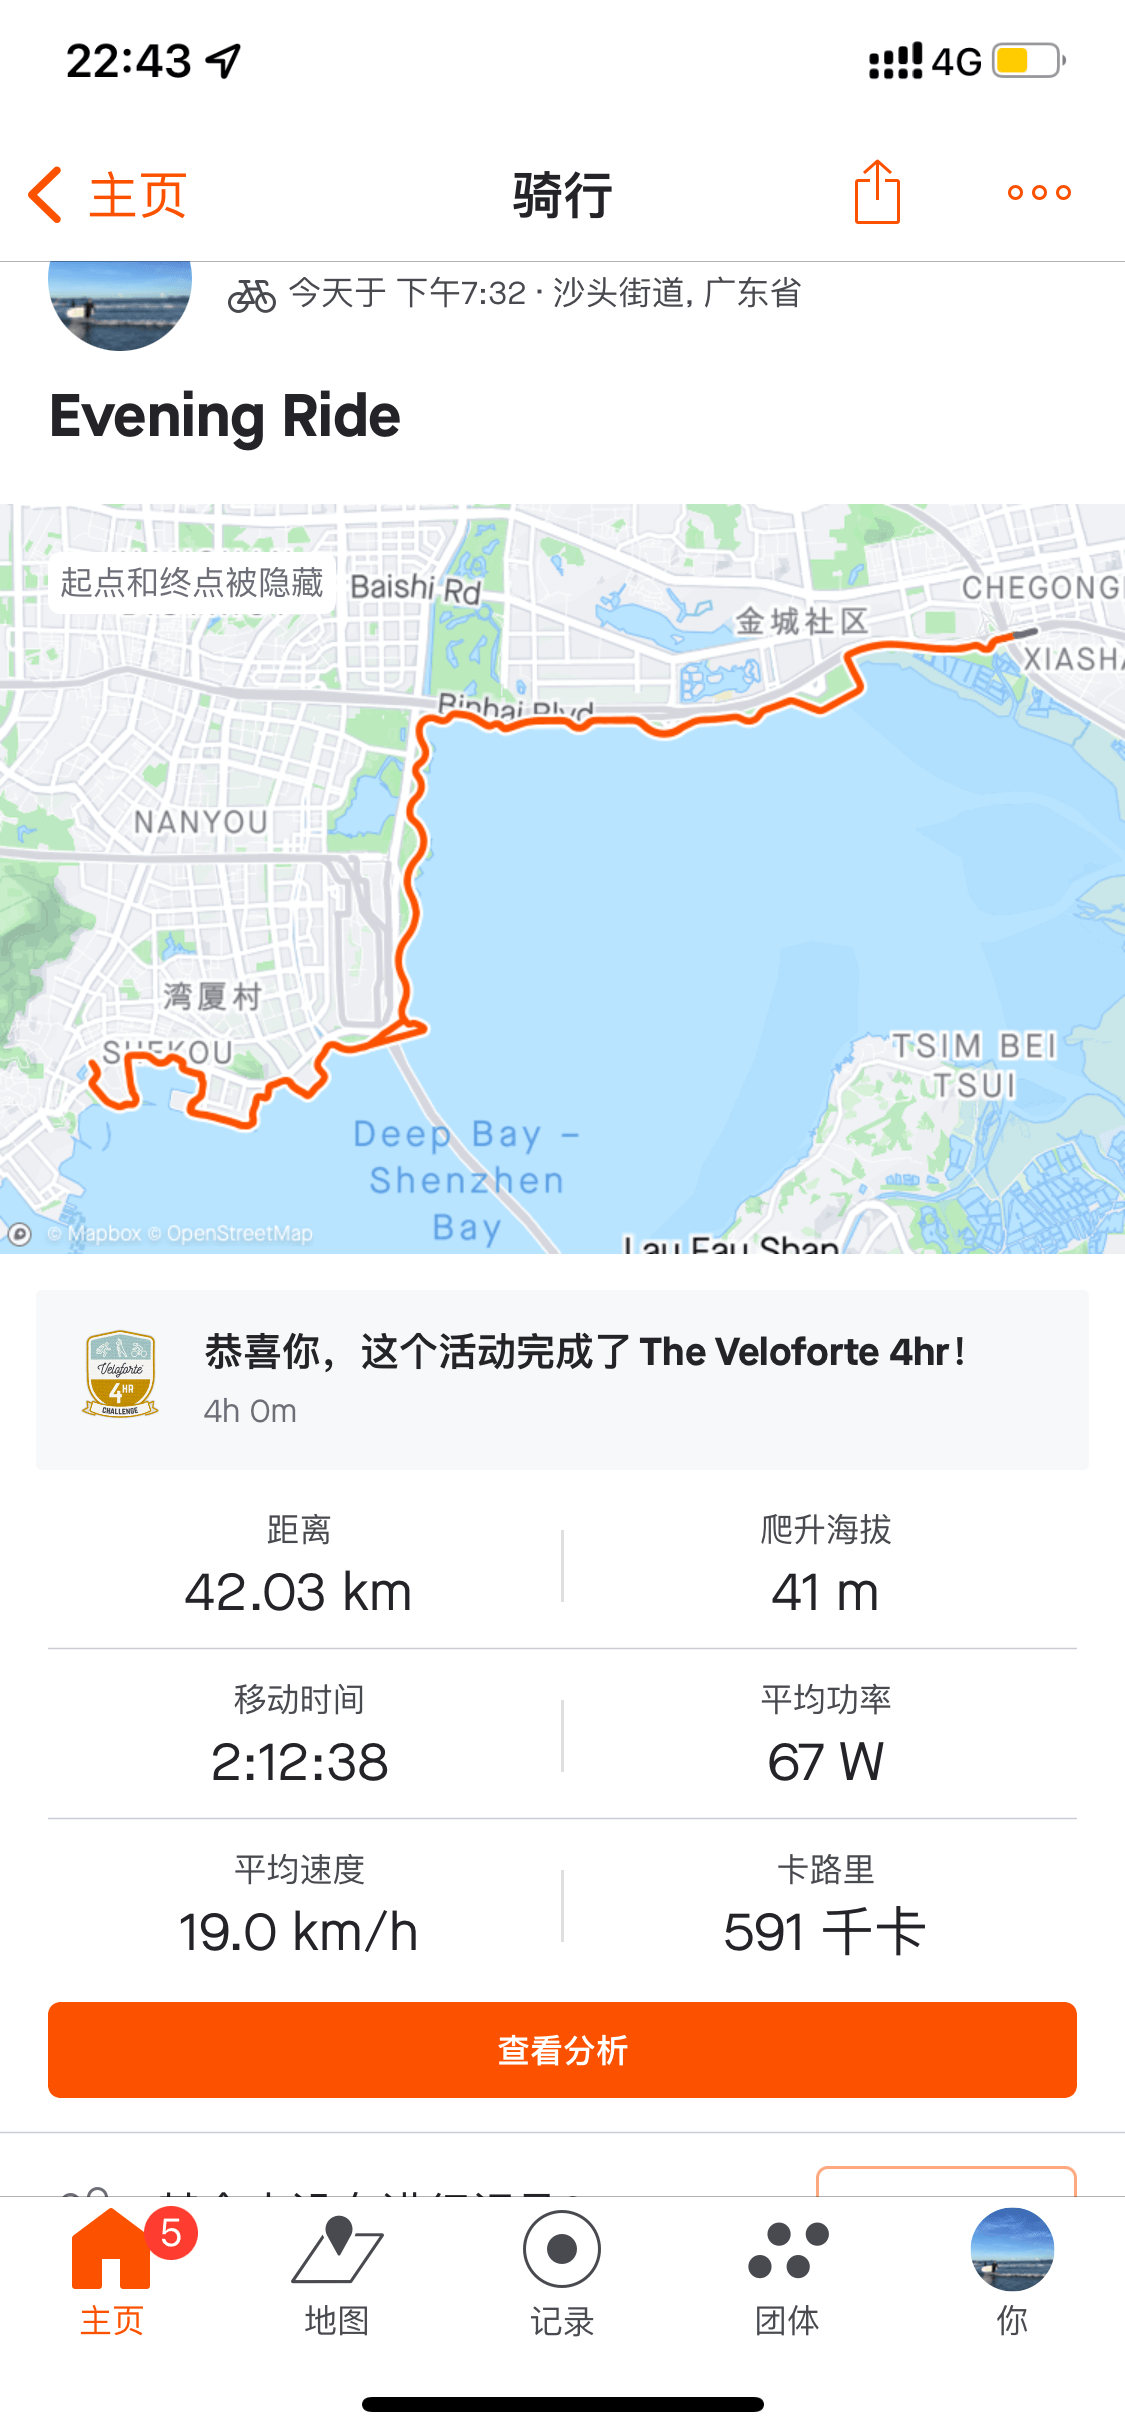 22:43
4G
主页
骑行
今天于 下午7:32 · 沙头街道, 广东省
Evening Ride
起点和终点被隐藏
Baishi Rd
CHEGONG
金城社区
XIASHA
Binhai Blvd
NANYOU
湾厦村
SHEKOU
TSIM BEI
TSUI
Deep Bay –
Shenzhen
Bay
© Mapbox © OpenStreetMap
Lau Fau Shan
Veloforte
4HR
CHALLENGE
恭喜你，这个活动完成了 The Veloforte 4hr！
4h 0m
距离
爬升海拔
42.03 km
41 m
移动时间
平均功率
2:12:38
67 W
平均速度
卡路里
19.0 km/h
591 千卡
查看分析
5
主页
地图
记录
团体
你